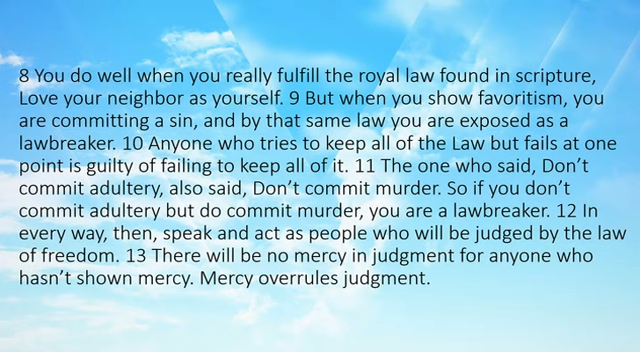 8 You do well when you really fulfill the royal law found in scripture,
Love your neighbor as yourself. 9 But when you show favoritism, you
are committing a sin, and by that same law you are exposed as a
lawbreaker. 10 Anyone who tries to keep all of the Law but fails at one
point is guilty of failing to keep all of it. 11 The one who said, Don’t
commit adultery, also said, Don’t commit murder. So if you don’t
commit adultery but do commit murder, you are a lawbreaker. 12 In
every way, then, speak and act as people who will be judged by the law
of freedom. 13 There will be no mercy in judgment for anyone who
hasn’t shown mercy. Mercy overrules judgment.